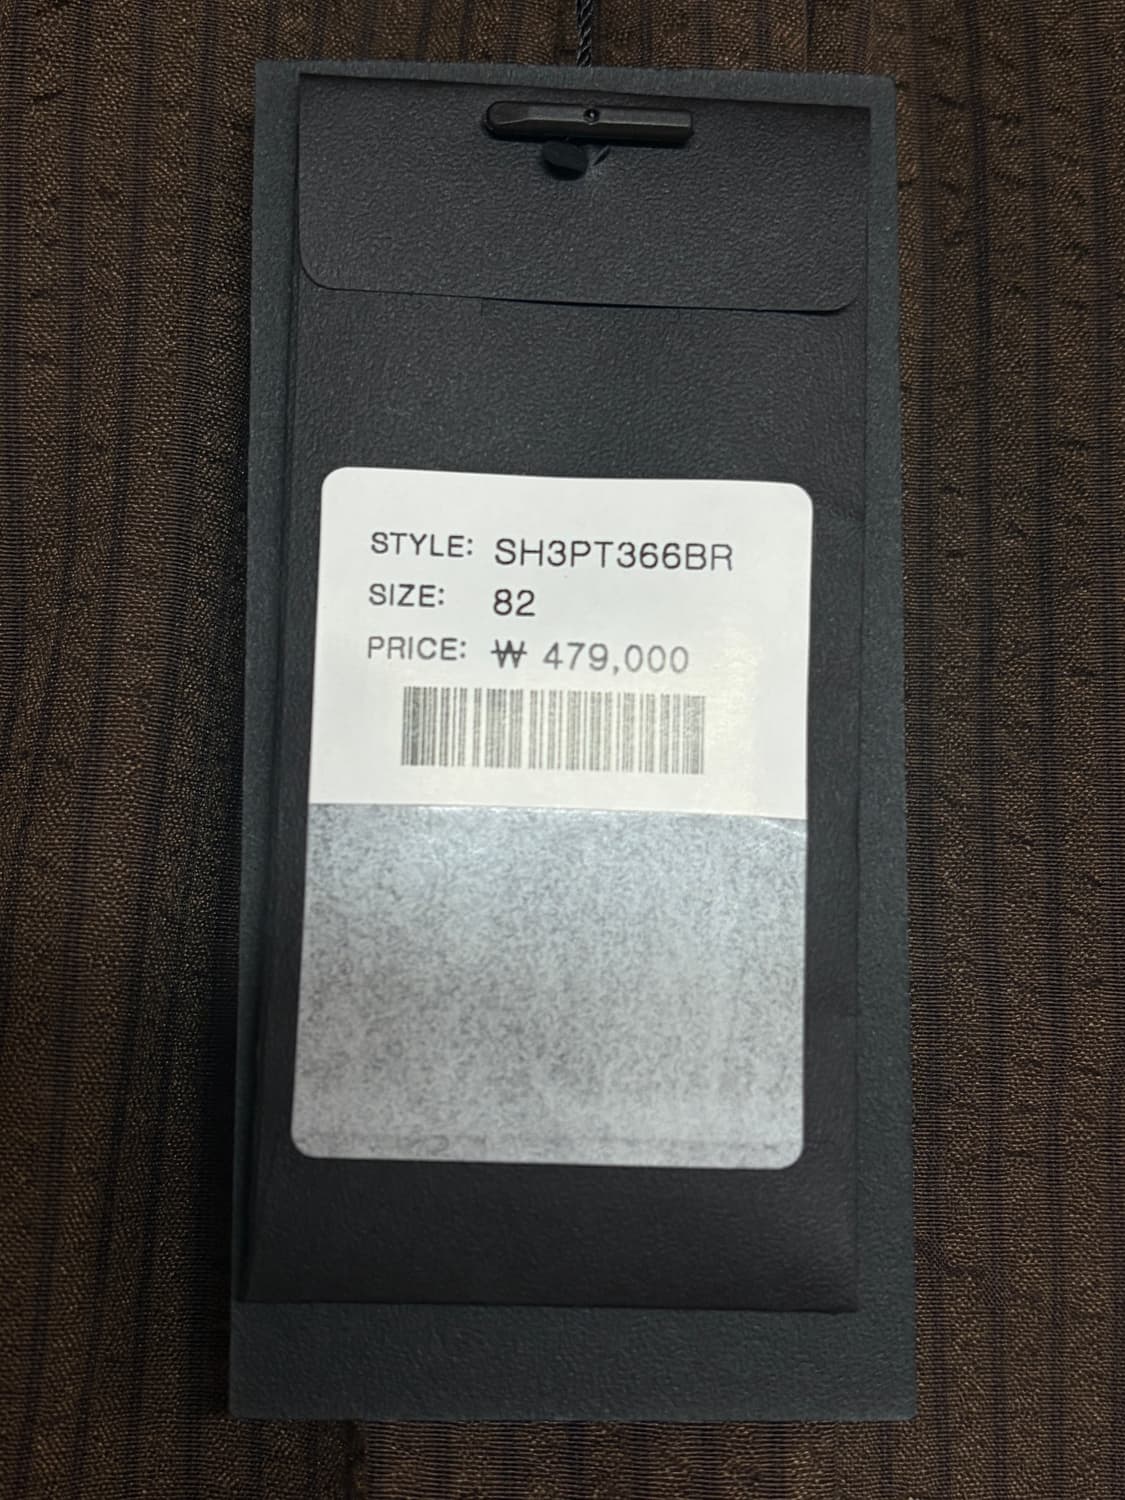 STYLE: SH3PT366BR
SIZE: 82
PRICE: ₩ 479,000